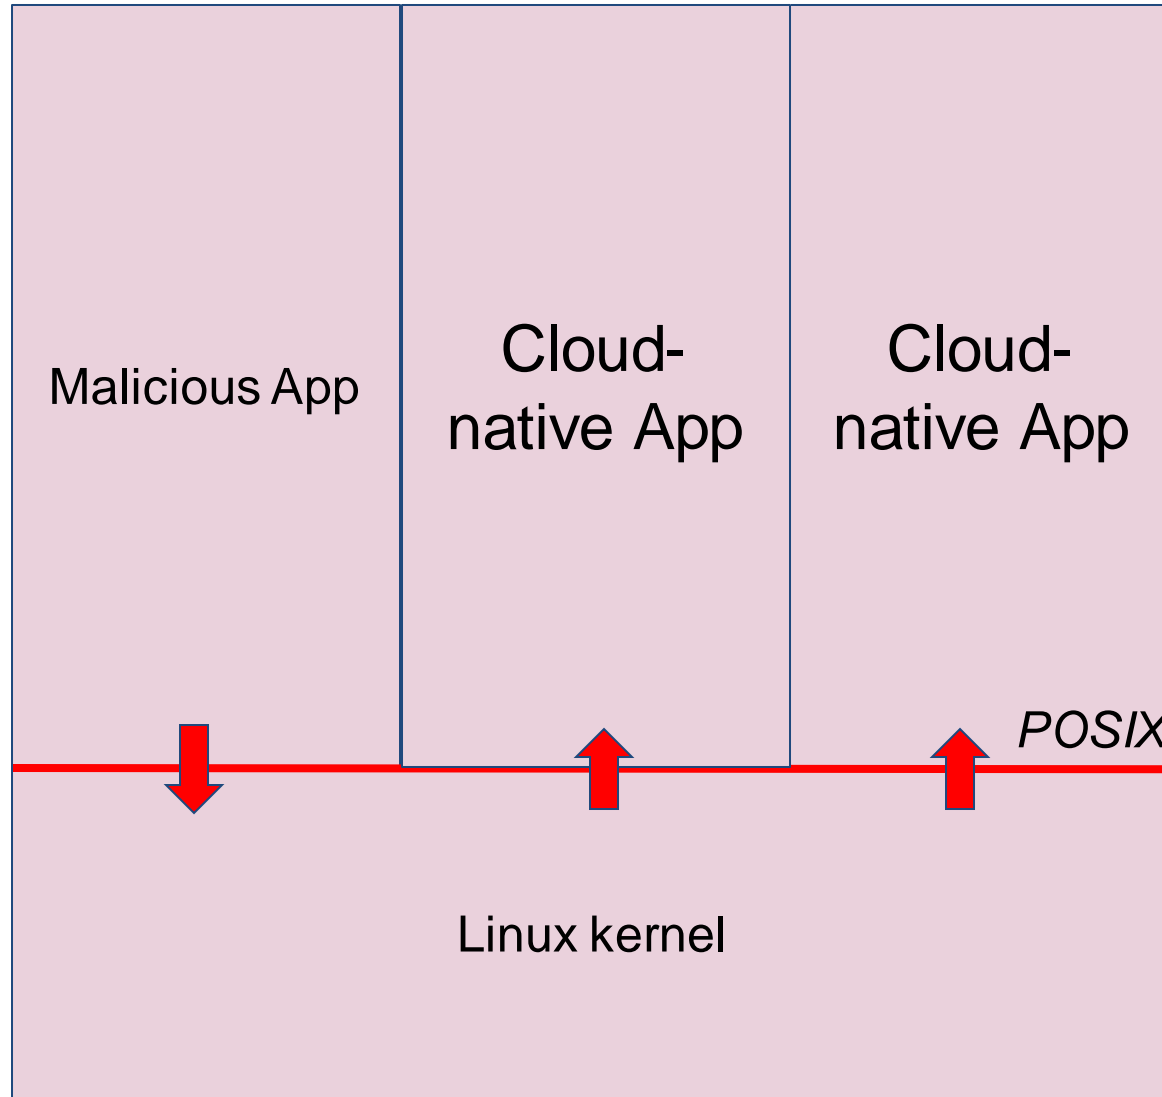 Malicious App
Cloud-
native App
Cloud-
native App
POSIX
Linux kernel